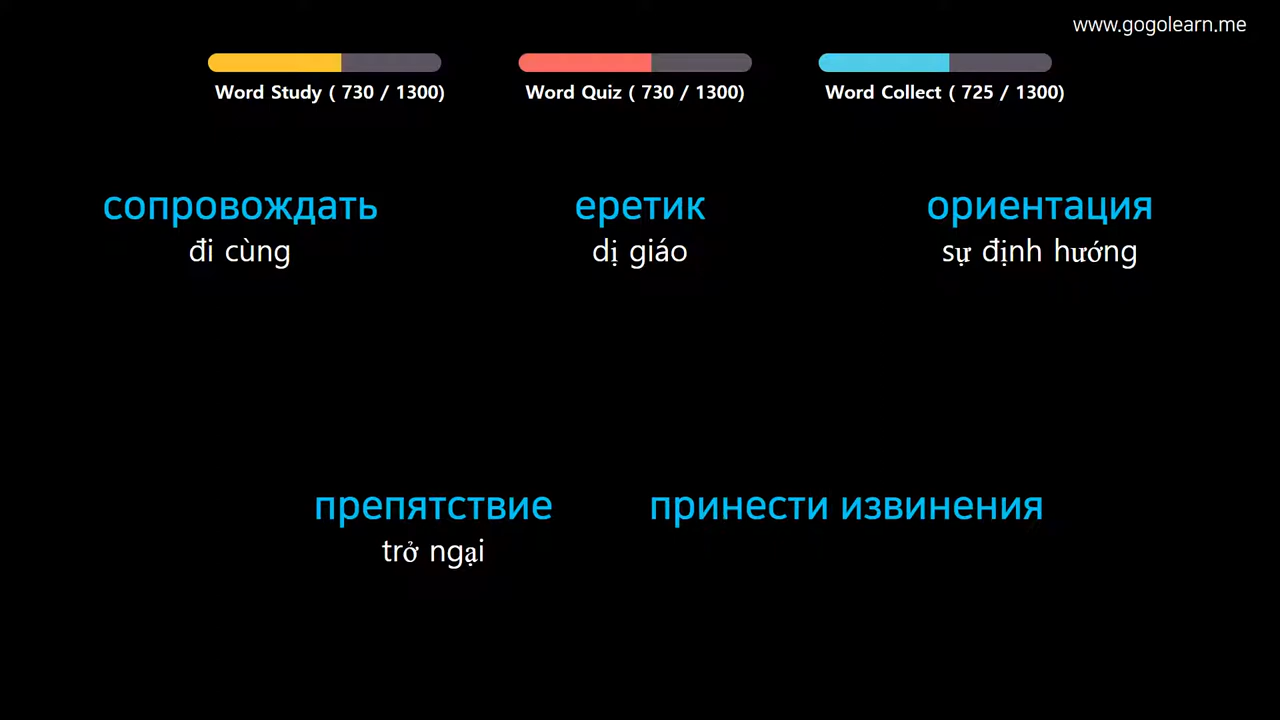 www.gogolearn.me
Word Study ( 730 / 1300)
Word Quiz ( 730 / 1300)
Word Collect ( 725 / 1300)
сопровождать
đi cùng
еретик
dị giáo
ориентация
sự định hướng
препятствие
trở ngại
принести извинения